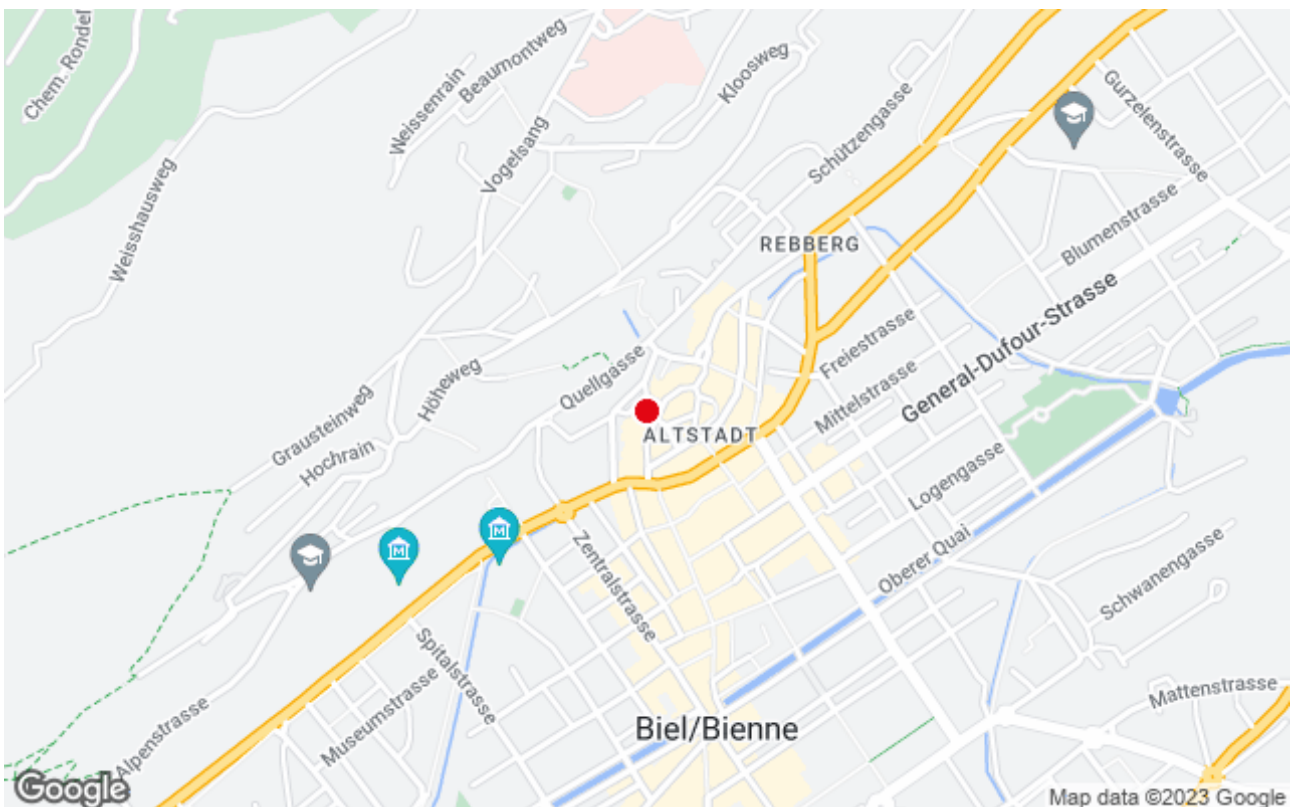 Chem. Rondel
Beaumontweg
Weissenrain
Kloosweg
Vogelsang
Schützengasse
Gurzelenstrasse
Weisshausweg
Blumenstrasse
REBBERG
General-Dufour-Strasse
Freiestrasse
Mittelstrasse
Quellgasse
Höheweg
Grausteinweg
Hochrain
ALTSTADT
Logengasse
Oberer Quai
Schwanengasse
Zentralstrasse
Spitalstrasse
Museumstrasse
Alpenstrasse
Mattenstrasse
Biel/Bienne
M
M
Google
Map data ©2023 Google